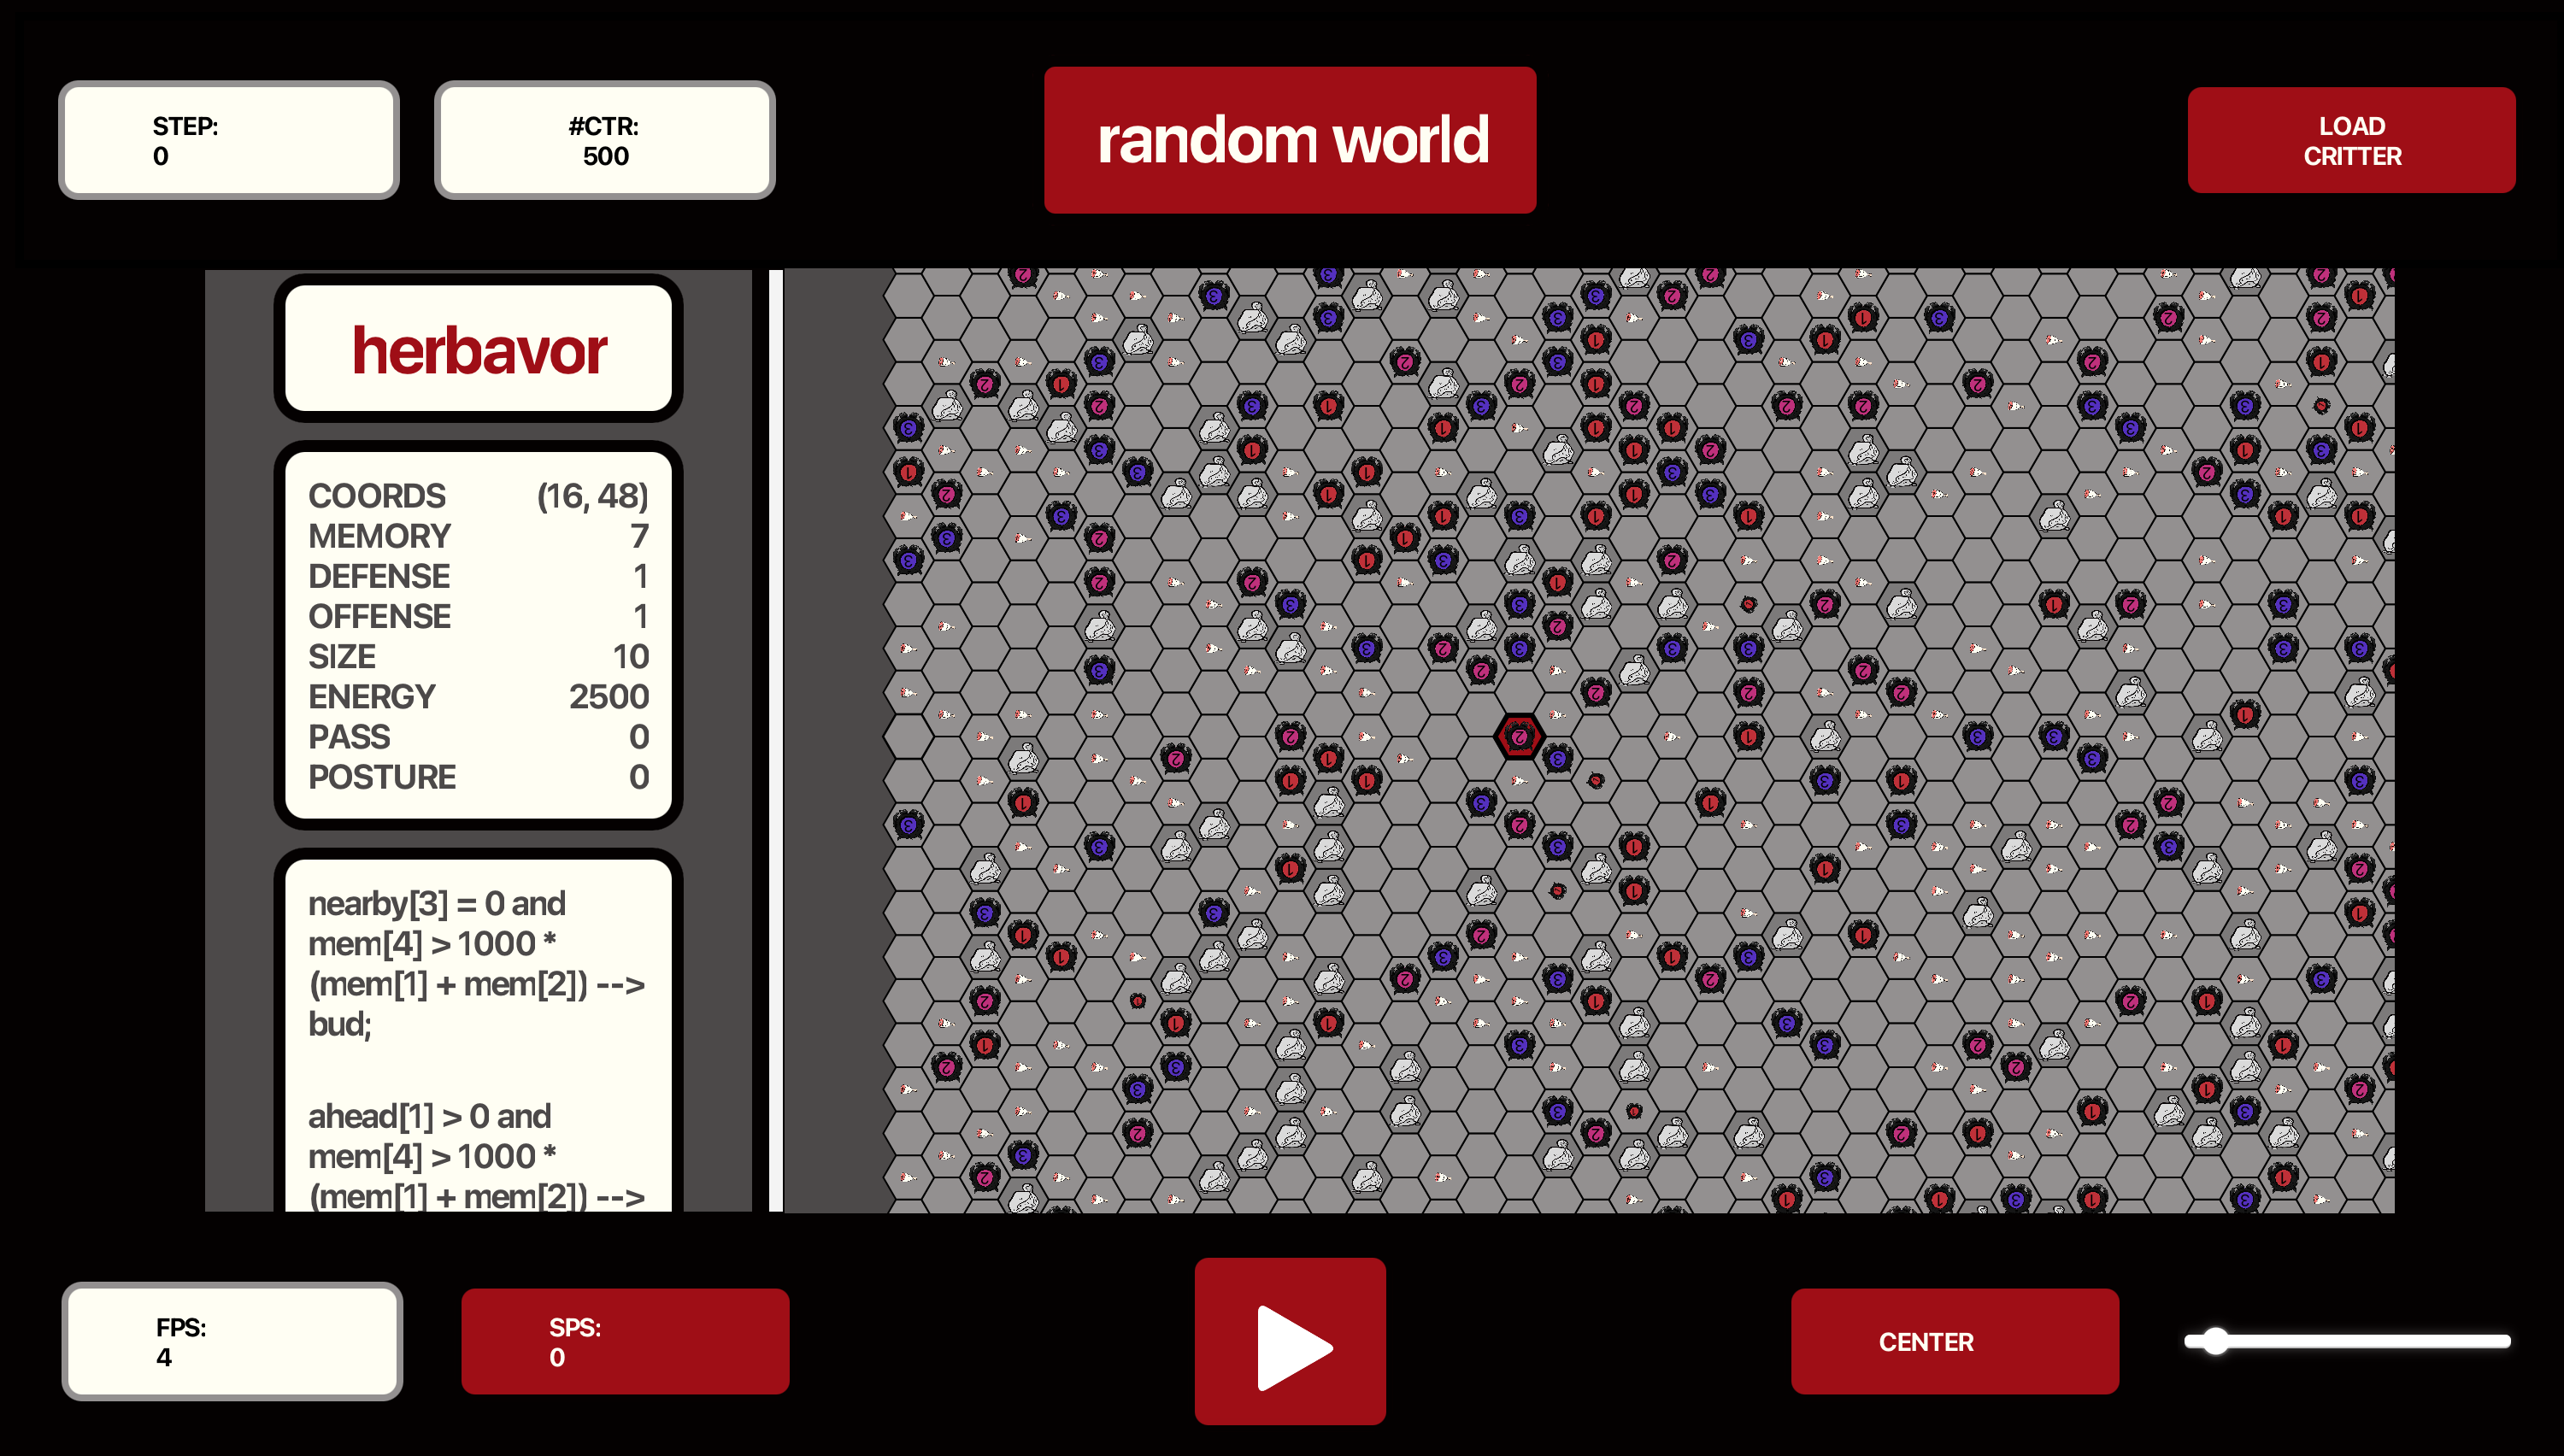 STEP:
0
#CTR:
500
random world
LOAD
CRITTER
herbavor
COORDS (16, 48)
MEMORY 7
DEFENSE 1
OFFENSE 1
SIZE 10
ENERGY 2500
PASS 0
POSTURE 0
nearby[3] = 0 and
mem[4] > 1000 *
(mem[1] + mem[2]) -->
bud;
ahead[1] > 0 and
mem[4] > 1000 *
(mem[1] + mem[2]) -->
FPS:
4
SPS:
0
CENTER